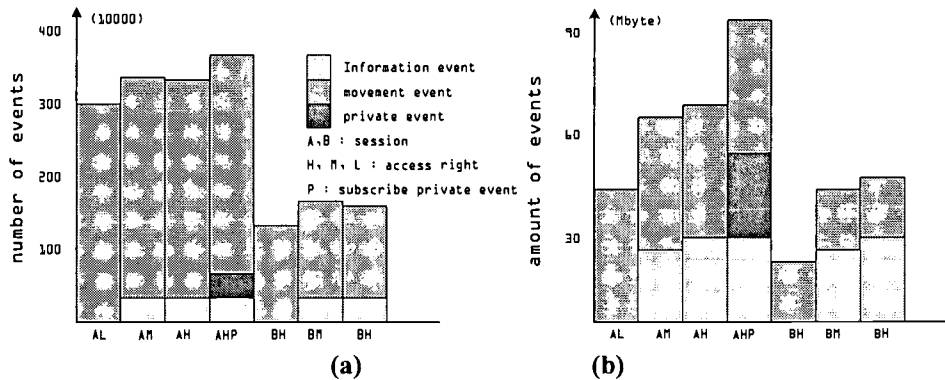 (10000)
400
300
200
100
number of events
Information event
movement event
private event
A,B : session
H, M, L : access right
P : subscribe private event
AL AM AH AHP BH BM BH
(a)
(Mbyte)
90
60
30
amount of events
AL AM AH AHP BH BM BH
(b)